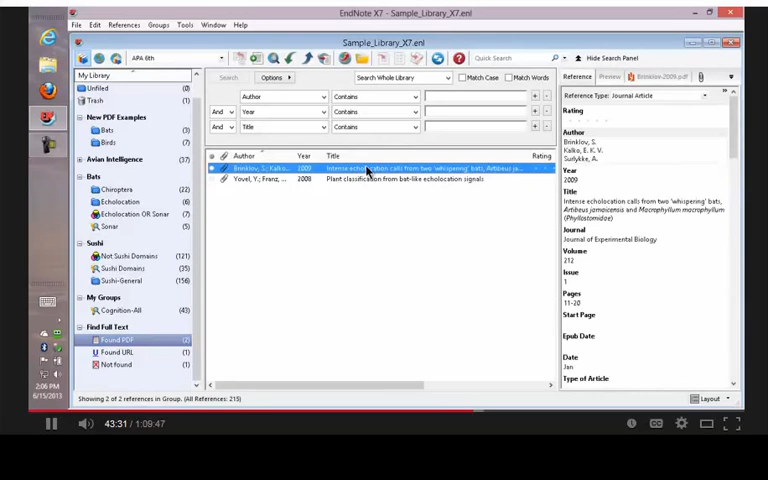 EndNote X7 - Sample_Library_X7.enl
File Edit References Groups Tools Window Help
Sample_Library_X7.enl
APA 6th
Quick Search
Hide Search Panel
My Library
Unfiled (0)
Trash (1)
New PDF Examples
Bats (1)
Birds (7)
Avian Intelligence (37)
Bats
Chiroptera (22)
Echolocation (6)
Echolocation OR Sonar (7)
Sonar (1)
Sushi
Not Sushi Domains (121)
Sushi Domains (35)
Sushi-General (156)
My Groups
Cognition-All (43)
Find Full Text
Found PDF (2)
Found URL (1)
Not found (1)
Search Options Search Whole Library Match Case Match Words
Author Contains
And Year Contains
And Title Contains
Author Year Title Rating
Brinklov, S.; Kalko... 2009 Intense echolocation calls from two 'whispering' bats, Artibeus ja...
Yovel, Y.; Franz, ... 2008 Plant classification from bat-like echolocation signals
Reference Preview Brinklov-2009.pdf
Reference Type: Journal Article
Rating
Author
Brinklov, S.
Kalko, E. K. V.
Surlykke, A.
Year
2009
Title
Intense echolocation calls from two 'whispering'
bats, Artibeus jamaicensis and Macrophyllum macrophyllum
(Phyllostomidae)
Journal
Journal of Experimental Biology
Volume
212
Issue
1
Pages
11-20
Start Page
Epub Date
Date
Jan
Type of Article
Showing 2 of 2 references in Group. (All References: 215)
Layout
2:06 PM
6/15/2013
43:31 / 1:09:47